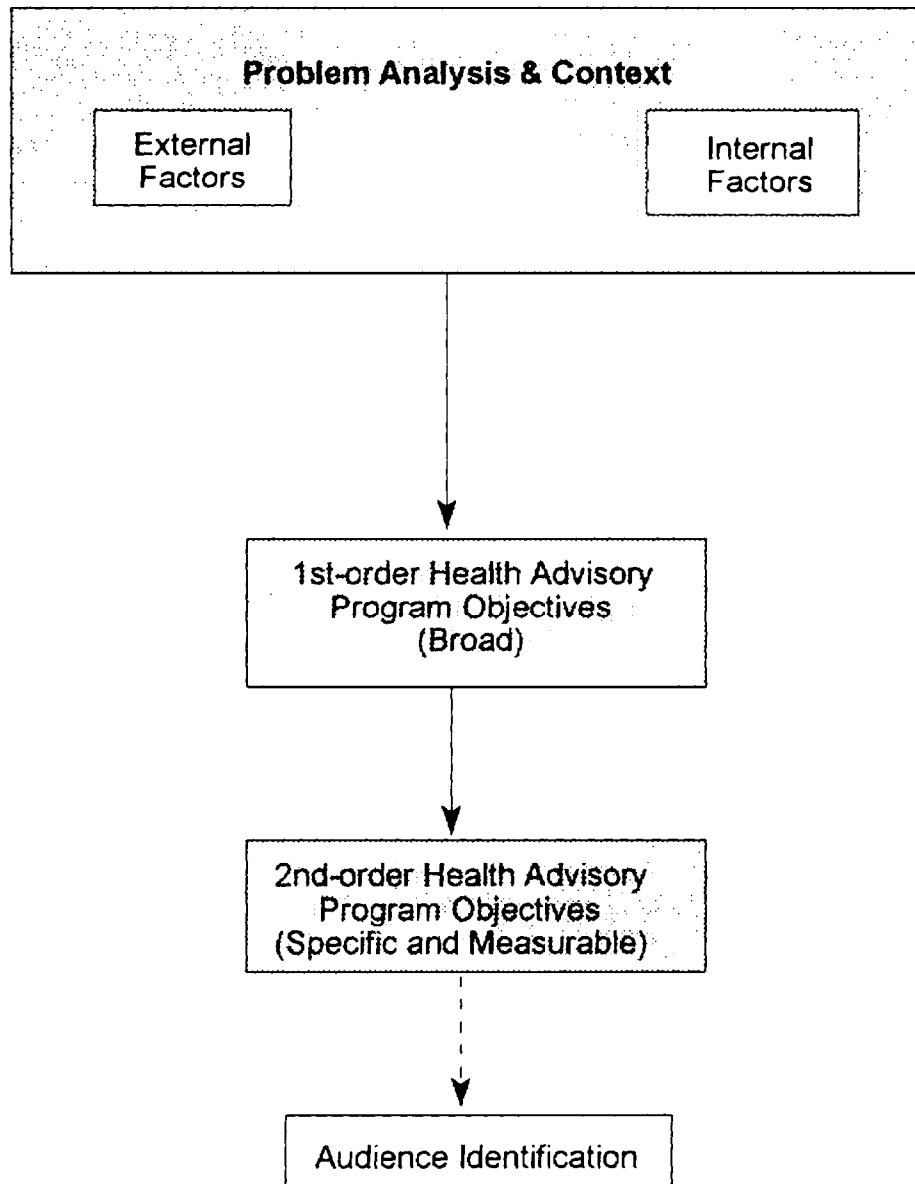 Problem Analysis & Context
External
Factors
Internal
Factors
1st-order Health Advisory
Program Objectives
(Broad)
2nd-order Health Advisory
Program Objectives
(Specific and Measurable)
Audience Identification